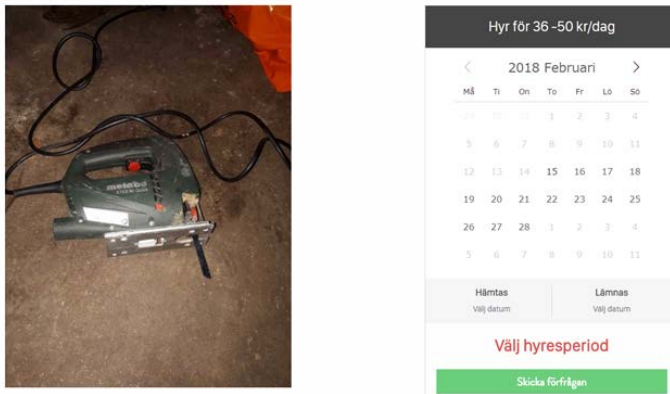 metabo
Hyr för 36 -50 kr/dag
< 2018 Februari >
Må Ti On To Fr Lö Sö
29 30 31 1 2 3 4
5 6 7 8 9 10 11
12 13 14 15 16 17 18
19 20 21 22 23 24 25
26 27 28 1 2 3 4
5 6 7 8 9 10 11
Hämtas Lämnas
Välj datum Välj datum
Välj hyresperiod
Skicka förfrågan